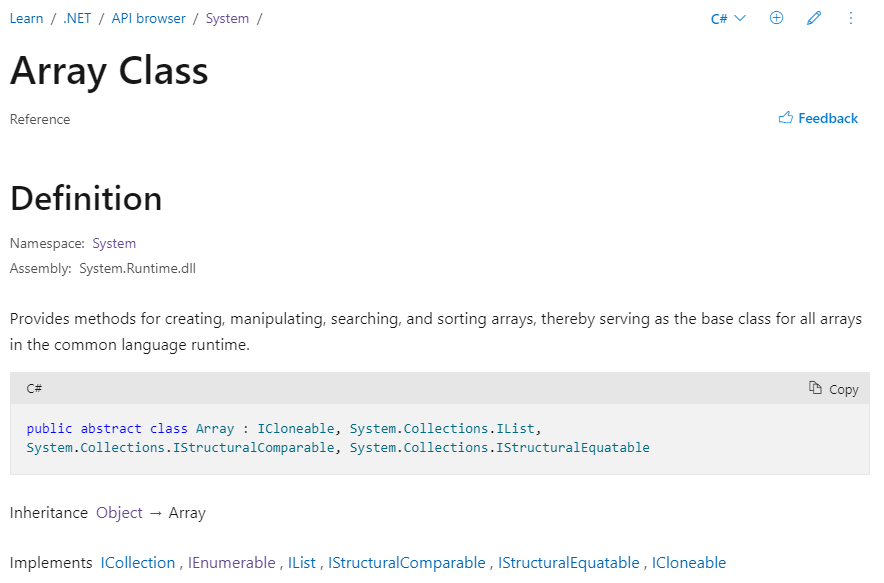 Learn / .NET / API browser / System /
C#
Array Class
Reference
Feedback
Definition
Namespace: System
Assembly: System.Runtime.dll
Provides methods for creating, manipulating, searching, and sorting arrays, thereby serving as the base class for all arrays
in the common language runtime.
C#
Copy
public abstract class Array : ICloneable, System.Collections.IList,
System.Collections.IStructuralComparable, System.Collections.IStructuralEquatable
Inheritance Object → Array
Implements ICollection , IEnumerable , IList , IStructuralComparable , IStructuralEquatable , ICloneable